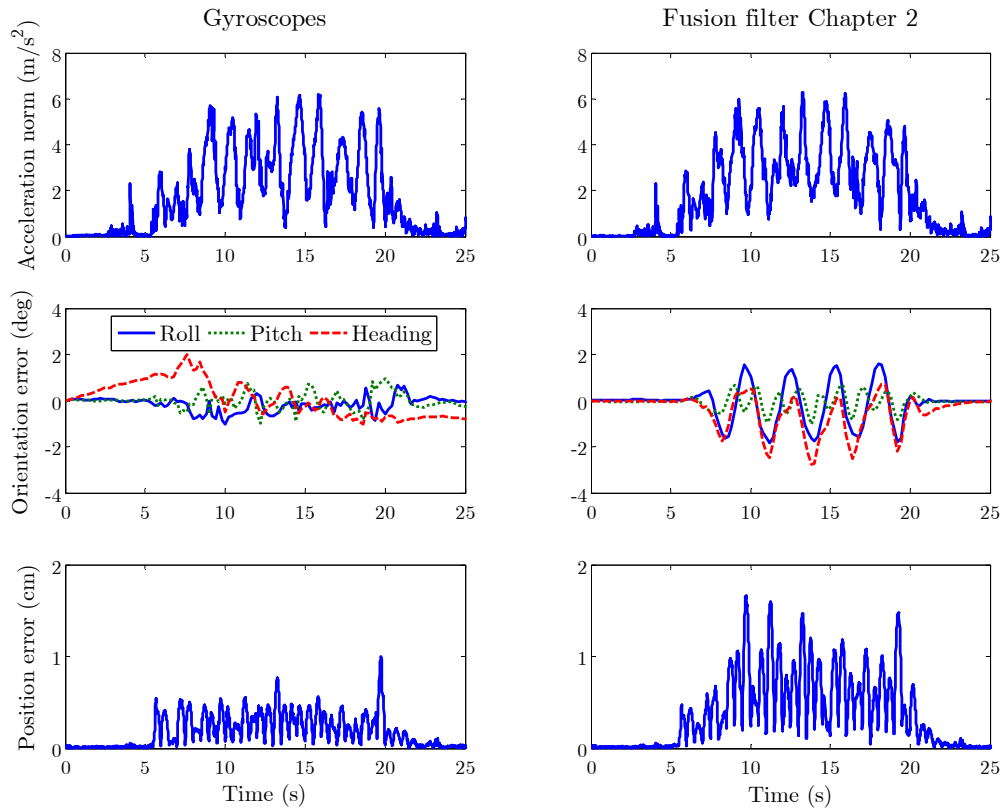 Gyroscopes
Fusion filter Chapter 2
Acceleration norm (m/s²)
8
6
4
2
0
0 5 10 15 20 25
8
6
4
2
0
0 5 10 15 20 25
Orientation error (deg)
4
2
0
-2
-4
Roll Pitch Heading
0 5 10 15 20 25
4
2
0
-2
-4
0 5 10 15 20 25
Position error (cm)
2
1
0
0 5 10 15 20 25
Time (s)
2
1
0
0 5 10 15 20 25
Time (s)